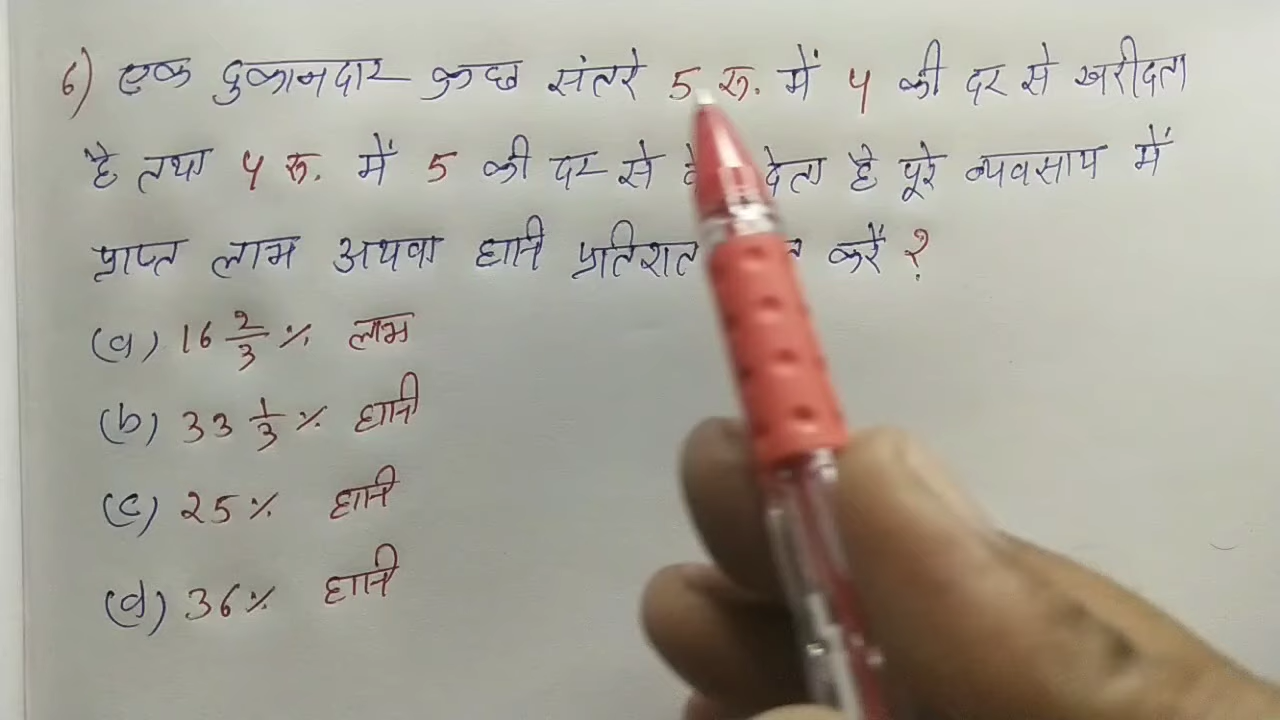 6) एक दुकानदार कुछ संतरे 5 रु. में 4 की दर से खरीदता
है तथा 4 रु. में 5 की दर से देता है पूरे व्यवसाय में
प्राप्त लाभ अथवा हानि प्रतिशत करें ?
(a) 16 2/3 % लाभ
(b) 33 1/3 % हानि
(c) 25 % हानि
(d) 36 % हानि